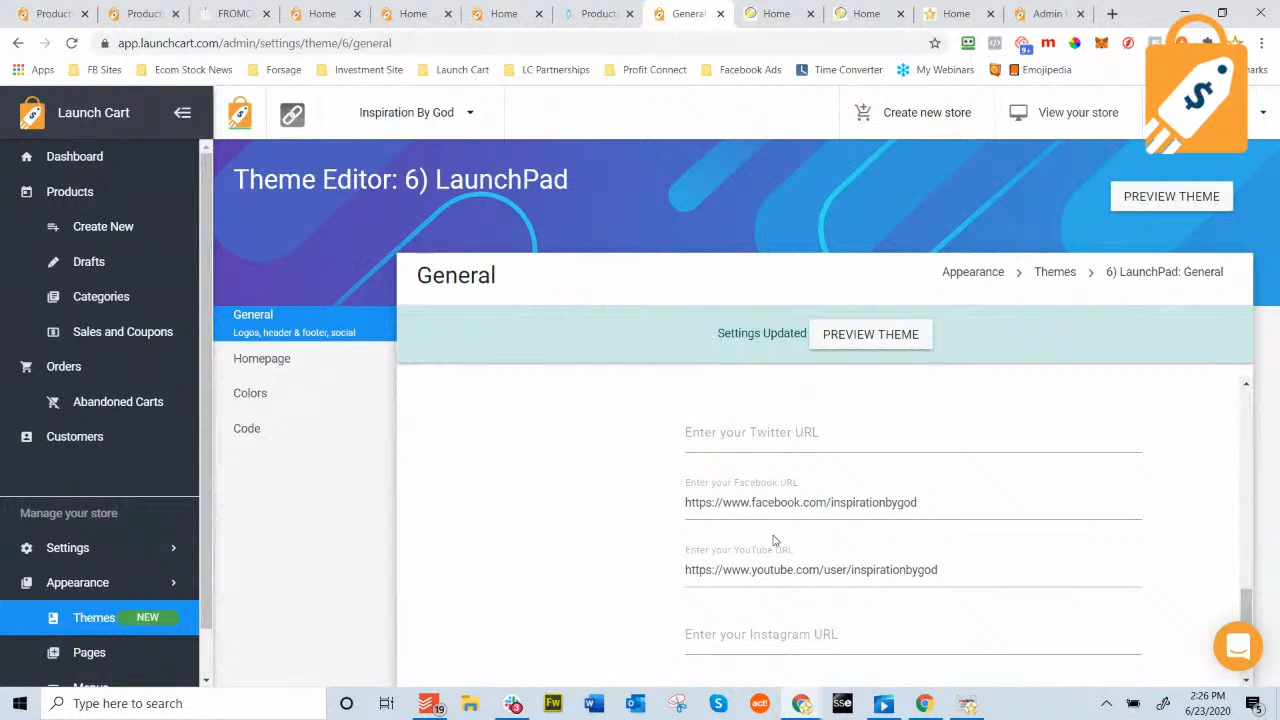 Product
Product
FROMC
Home
Home
Home
Product
General
Home
Home
Home
Admin
app.launchcart.com/admin/settings/theme/6/general
9+
Apps
FB Sites
Ecom Stock News
Forsage
Investment Site
Launch Cart
LC Partnerships
Profit Connect
Facebook Ads
Time Converter
My Webinars
Emojipedia
Launch Cart
Inspiration By God
Create new store
View your store
$
Dashboard
Products
Create New
Drafts
Categories
Sales and Coupons
Orders
Abandoned Carts
Customers
Manage your store
Settings
Appearance
Themes NEW
Pages
Theme Editor: 6) LaunchPad
PREVIEW THEME
General
Logos, header & footer, social
Homepage
Colors
Code
General
Appearance > Themes > 6) LaunchPad: General
Settings Updated PREVIEW THEME
Enter your Twitter URL
Enter your Facebook URL
https://www.facebook.com/inspirationbygod
Enter your YouTube URL
https://www.youtube.com/user/inspirationbygod
Enter your Instagram URL
Type here to search
19
3
Fw
act!
SSe
2:26 PM
6/23/2020
5